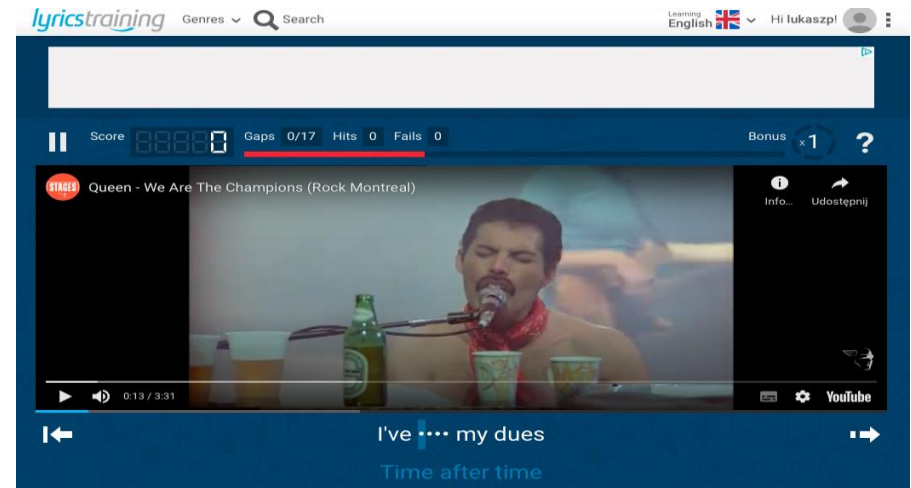 lyricstraining Genres Search Learning English Hi lukaszp!
Score 0 Gaps 0/17 Hits 0 Fails 0 Bonus x1 ?
STAGES Queen - We Are The Champions (Rock Montreal)
Info... Udostępnij
0:13 / 3:31 YouTube
I've •••• my dues
Time after time